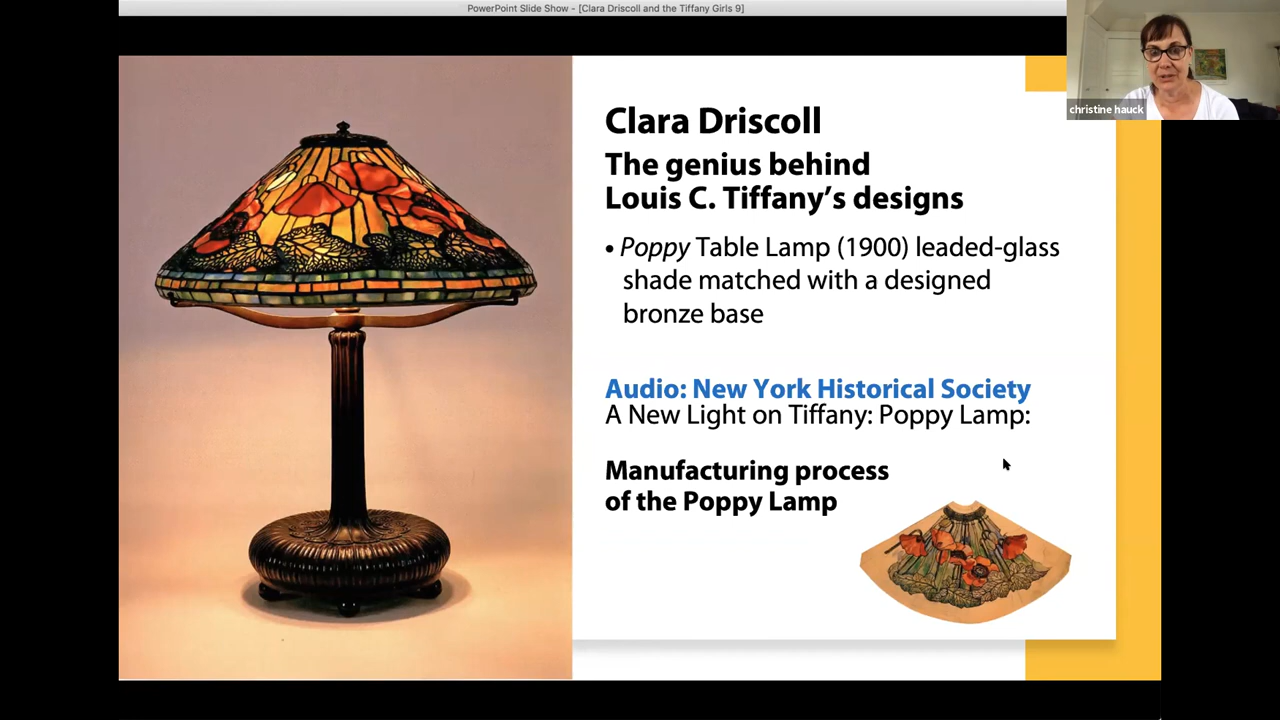 PowerPoint Slide Show - [Clara Driscoll and the Tiffany Girls 9]
christine hauck
Clara Driscoll
The genius behind
Louis C. Tiffany's designs
• Poppy Table Lamp (1900) leaded-glass
shade matched with a designed
bronze base
Audio: New York Historical Society
A New Light on Tiffany: Poppy Lamp:
Manufacturing process
of the Poppy Lamp